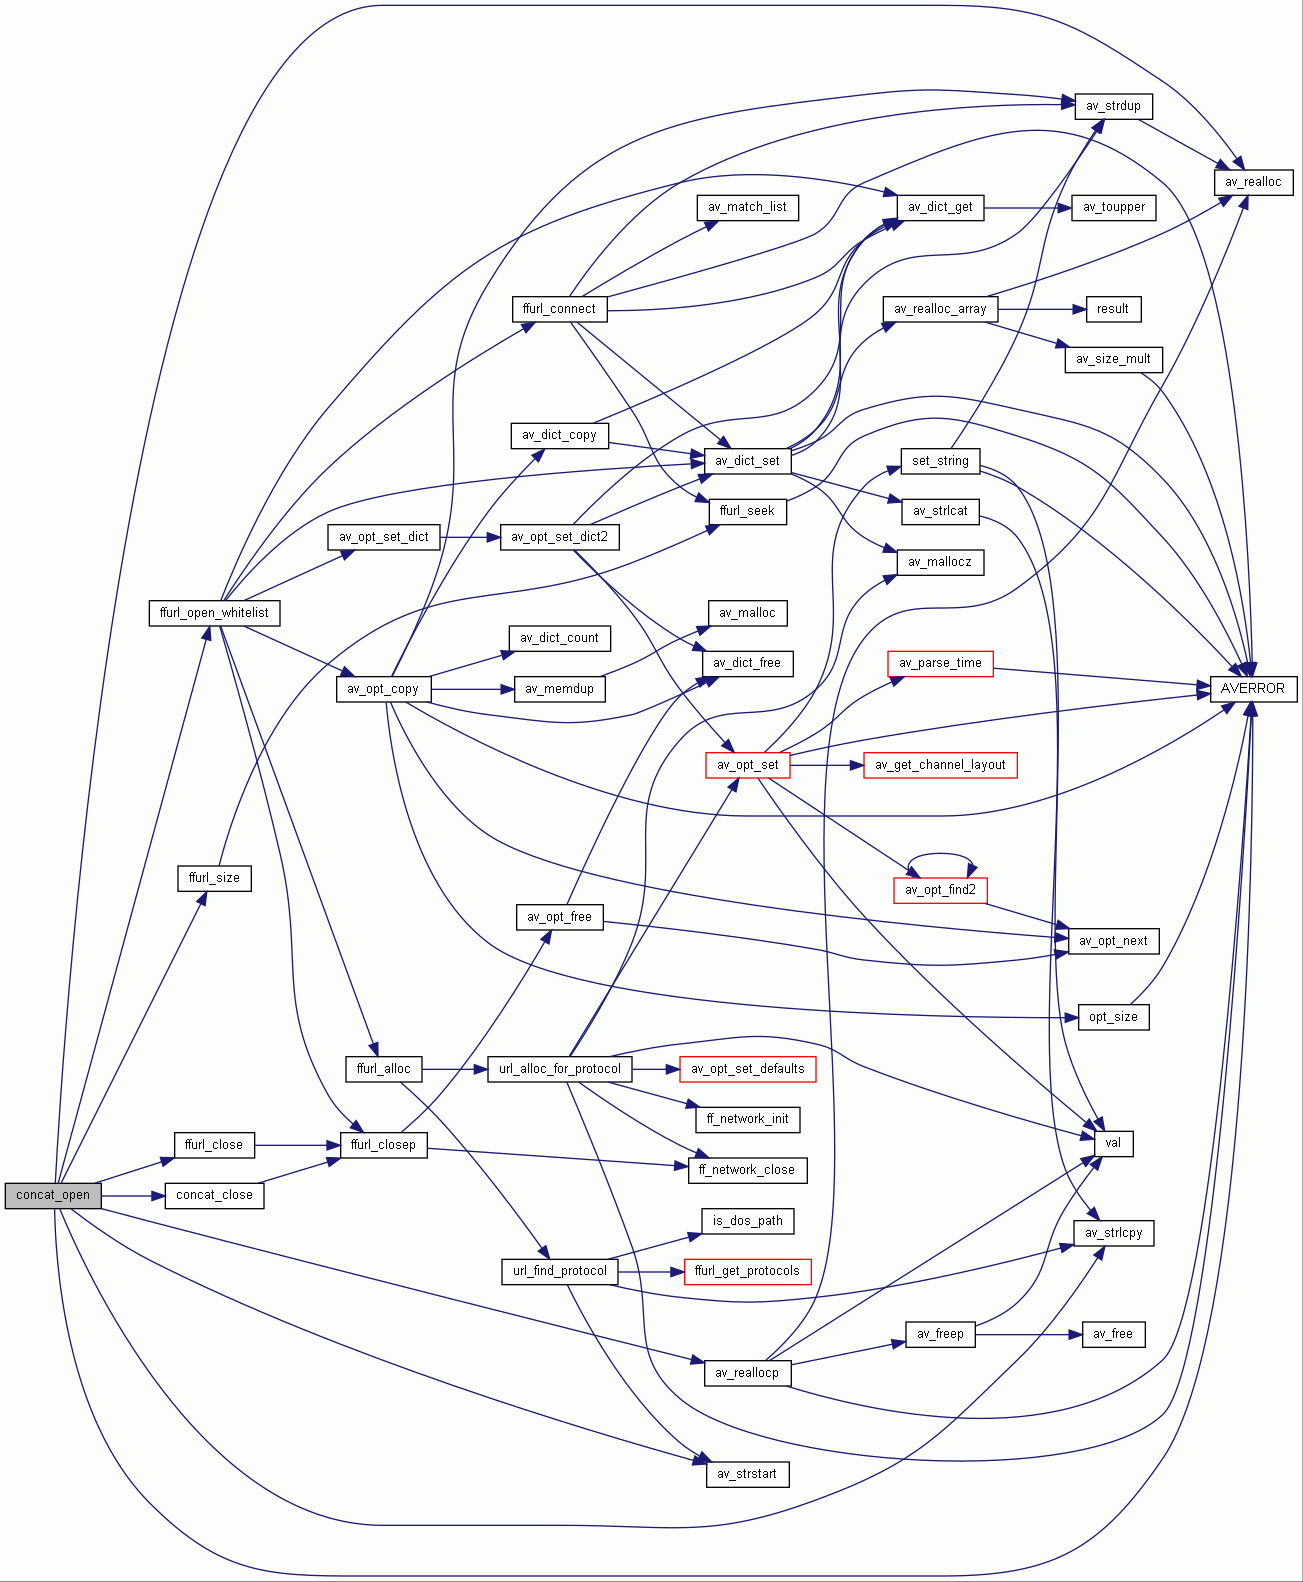 av_strdup
av_realloc
av_match_list
av_dict_get
av_toupper
ffurl_connect
av_realloc_array
result
av_size_mult
av_dict_copy
av_dict_set
set_string
ffurl_seek
av_strlcat
av_opt_set_dict
av_opt_set_dict2
av_mallocz
ffurl_open_whitelist
av_malloc
av_dict_count
av_dict_free
av_parse_time
av_opt_copy
av_memdup
AVERROR
av_opt_set
av_get_channel_layout
ffurl_size
av_opt_find2
av_opt_free
av_opt_next
opt_size
ffurl_alloc
url_alloc_for_protocol
av_opt_set_defaults
ff_network_init
ffurl_close
ffurl_closep
val
ff_network_close
concat_open
concat_close
is_dos_path
av_strlcpy
url_find_protocol
ffurl_get_protocols
av_freep
av_free
av_reallocp
av_strstart